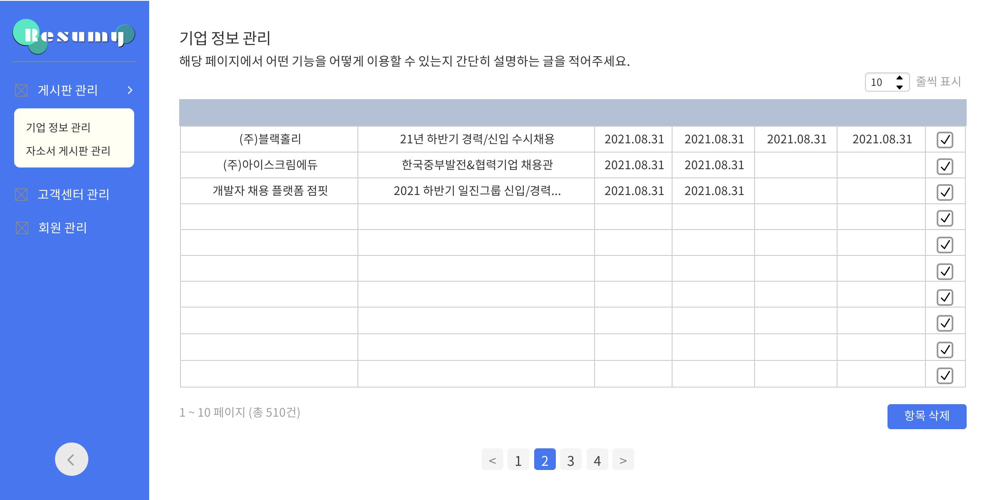 Resumy
게시판 관리
기업 정보 관리
자소서 게시판 관리
고객센터 관리
회원 관리
기업 정보 관리
해당 페이지에서 어떤 기능을 어떻게 이용할 수 있는지 간단히 설명하는 글을 적어주세요.
10 줄씩 표시
(주)블랙홀리 21년 하반기 경력/신입 수시채용 2021.08.31 2021.08.31 2021.08.31 2021.08.31
(주)아이스크림에듀 한국중부발전&협력기업 채용관 2021.08.31 2021.08.31
개발자 채용 플랫폼 점핏 2021 하반기 일진그룹 신입/경력... 2021.08.31 2021.08.31
1 ~ 10 페이지 (총 510건)
항목 삭제
< 1 2 3 4 >